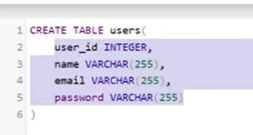 1 CREATE TABLE users(
2 user_id INTEGER,
3 name VARCHAR(255),
4 email VARCHAR(255),
5 password VARCHAR(255)
6 )